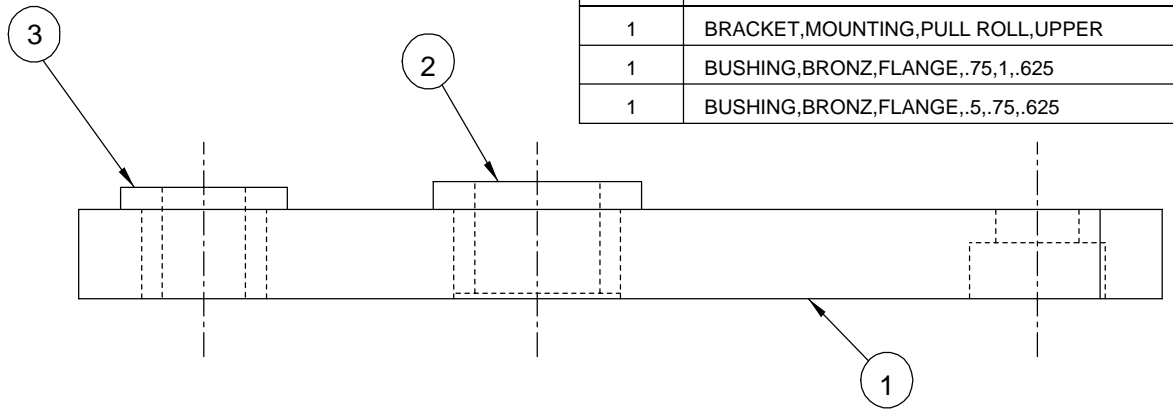 1 BRACKET,MOUNTING,PULL ROLL,UPPER
1 BUSHING,BRONZ,FLANGE,.75,1,.625
1 BUSHING,BRONZ,FLANGE,.5,.75,.625
3
2
1